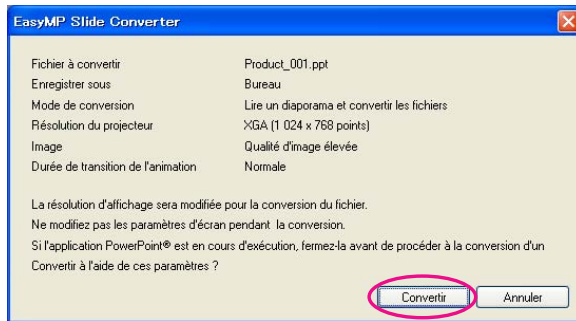 EasyMP Slide Converter
Fichier à convertir Product_001.ppt
Enregistrer sous Bureau
Mode de conversion Lire un diaporama et convertir les fichiers
Résolution du projecteur XGA (1 024 x 768 points)
Image Qualité d'image élevée
Durée de transition de l'animation Normale
La résolution d'affichage sera modifiée pour la conversion du fichier.
Ne modifiez pas les paramètres d'écran pendant la conversion.
Si l'application PowerPoint® est en cours d'exécution, fermez-la avant de procéder à la conversion d'un
Convertir à l'aide de ces paramètres ?
Convertir Annuler